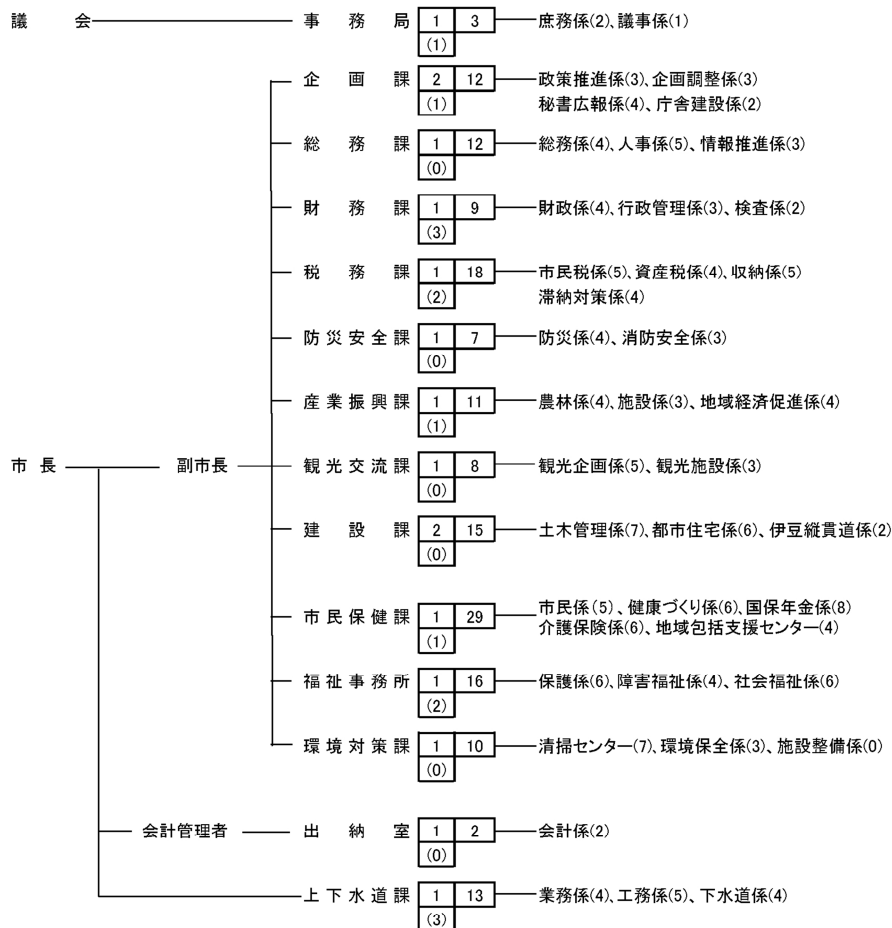 議会 事務局 1 3 庶務係(2)、議事係(1)
(1)
企画課 2 12 政策推進係(3)、企画調整係(3)
(1) 秘書広報係(4)、庁舎建設係(2)
総務課 1 12 総務係(4)、人事係(5)、情報推進係(3)
(0)
財務課 1 9 財政係(4)、行政管理係(3)、検査係(2)
(3)
税務課 1 18 市民税係(5)、資産税係(4)、収納係(5)
(2) 滞納対策係(4)
防災安全課 1 7 防災係(4)、消防安全係(3)
(0)
産業振興課 1 11 農林係(4)、施設係(3)、地域経済促進係(4)
(1)
市長 副市長 観光交流課 1 8 観光企画係(5)、観光施設係(3)
(0)
建設課 2 15 土木管理係(7)、都市住宅係(6)、伊豆縦貫道係(2)
(0)
市民保健課 1 29 市民係(5)、健康づくり係(6)、国保年金係(8)
介護保険係(6)、地域包括支援センター(4)
(1)
福祉事務所 1 16 保護係(6)、障害福祉係(4)、社会福祉係(6)
(2)
環境対策課 1 10 清掃センター(7)、環境保全係(3)、施設整備係(0)
(0)
会計管理者 出納室 1 2 会計係(2)
(0)
上下水道課 1 13 業務係(4)、工務係(5)、下水道係(4)
(3)